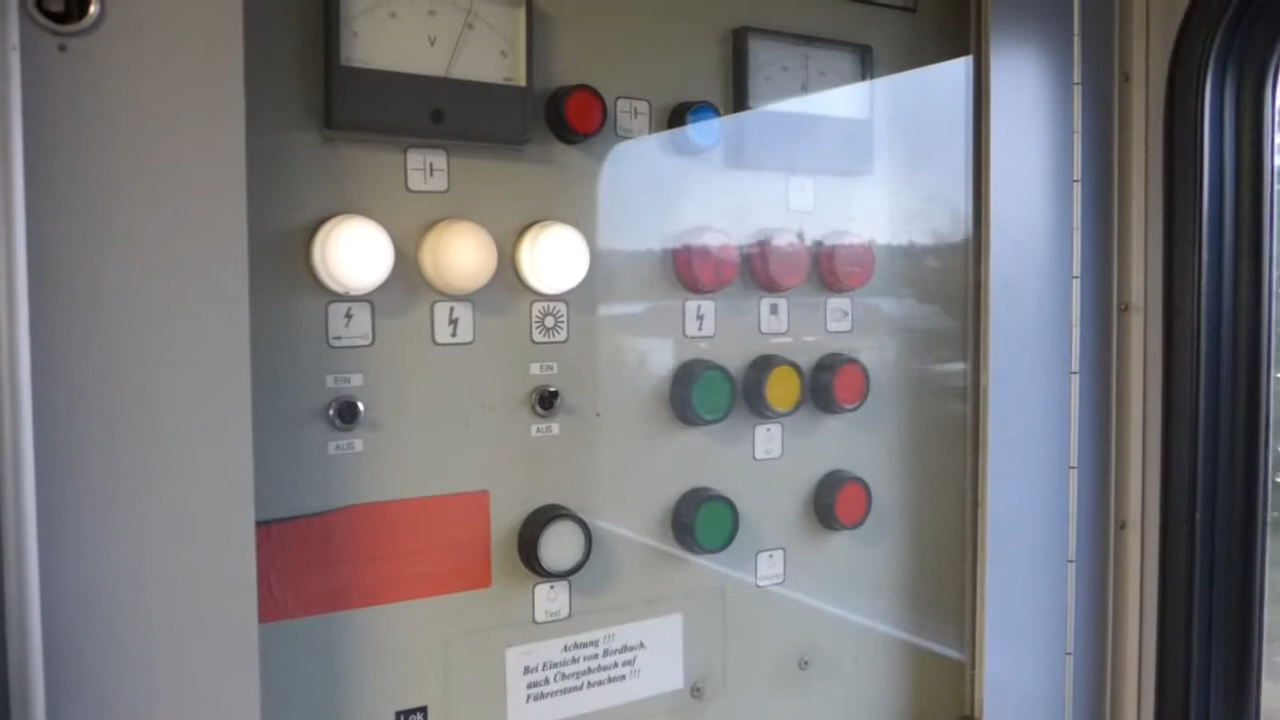 V
EIN
EIN
AUS
AUS
Test
Achtung !!!
Bei Einsicht von Bordbuch,
auch Übergabebuch auf
Führerstand beachten !!!
Lok